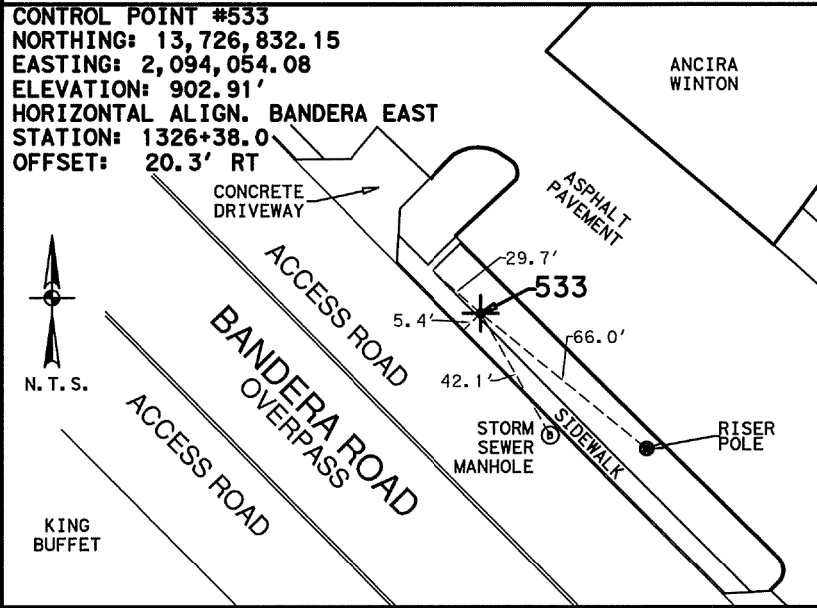 CONTROL POINT #533
NORTHING: 13,726,832.15
EASTING: 2,094,054.08
ELEVATION: 902.91'
HORIZONTAL ALIGN. BANDERA EAST
STATION: 1326+38.0
OFFSET: 20.3' RT
ANCIRA
WINTON
CONCRETE
DRIVEWAY
ASPHALT
PAVEMENT
29.7'
533
5.4'
66.0'
42.1'
N.T.S.
ACCESS ROAD
BANDERA ROAD
OVERPASS
ACCESS ROAD
STORM
SEWER
MANHOLE
SIDEWALK
RISER
POLE
KING
BUFFET